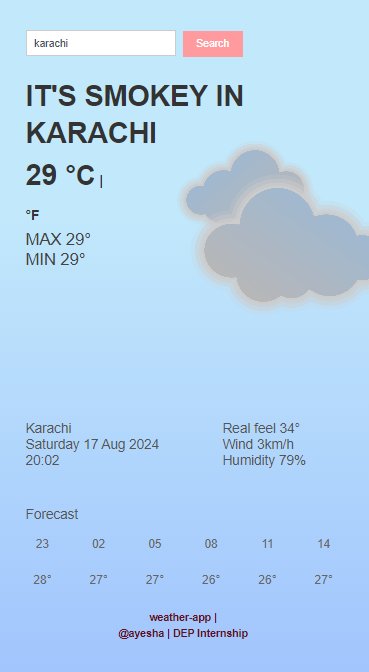 karachi Search
IT'S SMOKEY IN
KARACHI
29 °C |
°F
MAX 29°
MIN 29°
Karachi
Saturday 17 Aug 2024
20:02
Real feel 34°
Wind 3km/h
Humidity 79%
Forecast
23 02 05 08 11 14
28° 27° 27° 26° 26° 27°
weather-app |
@ayesha | DEP Internship